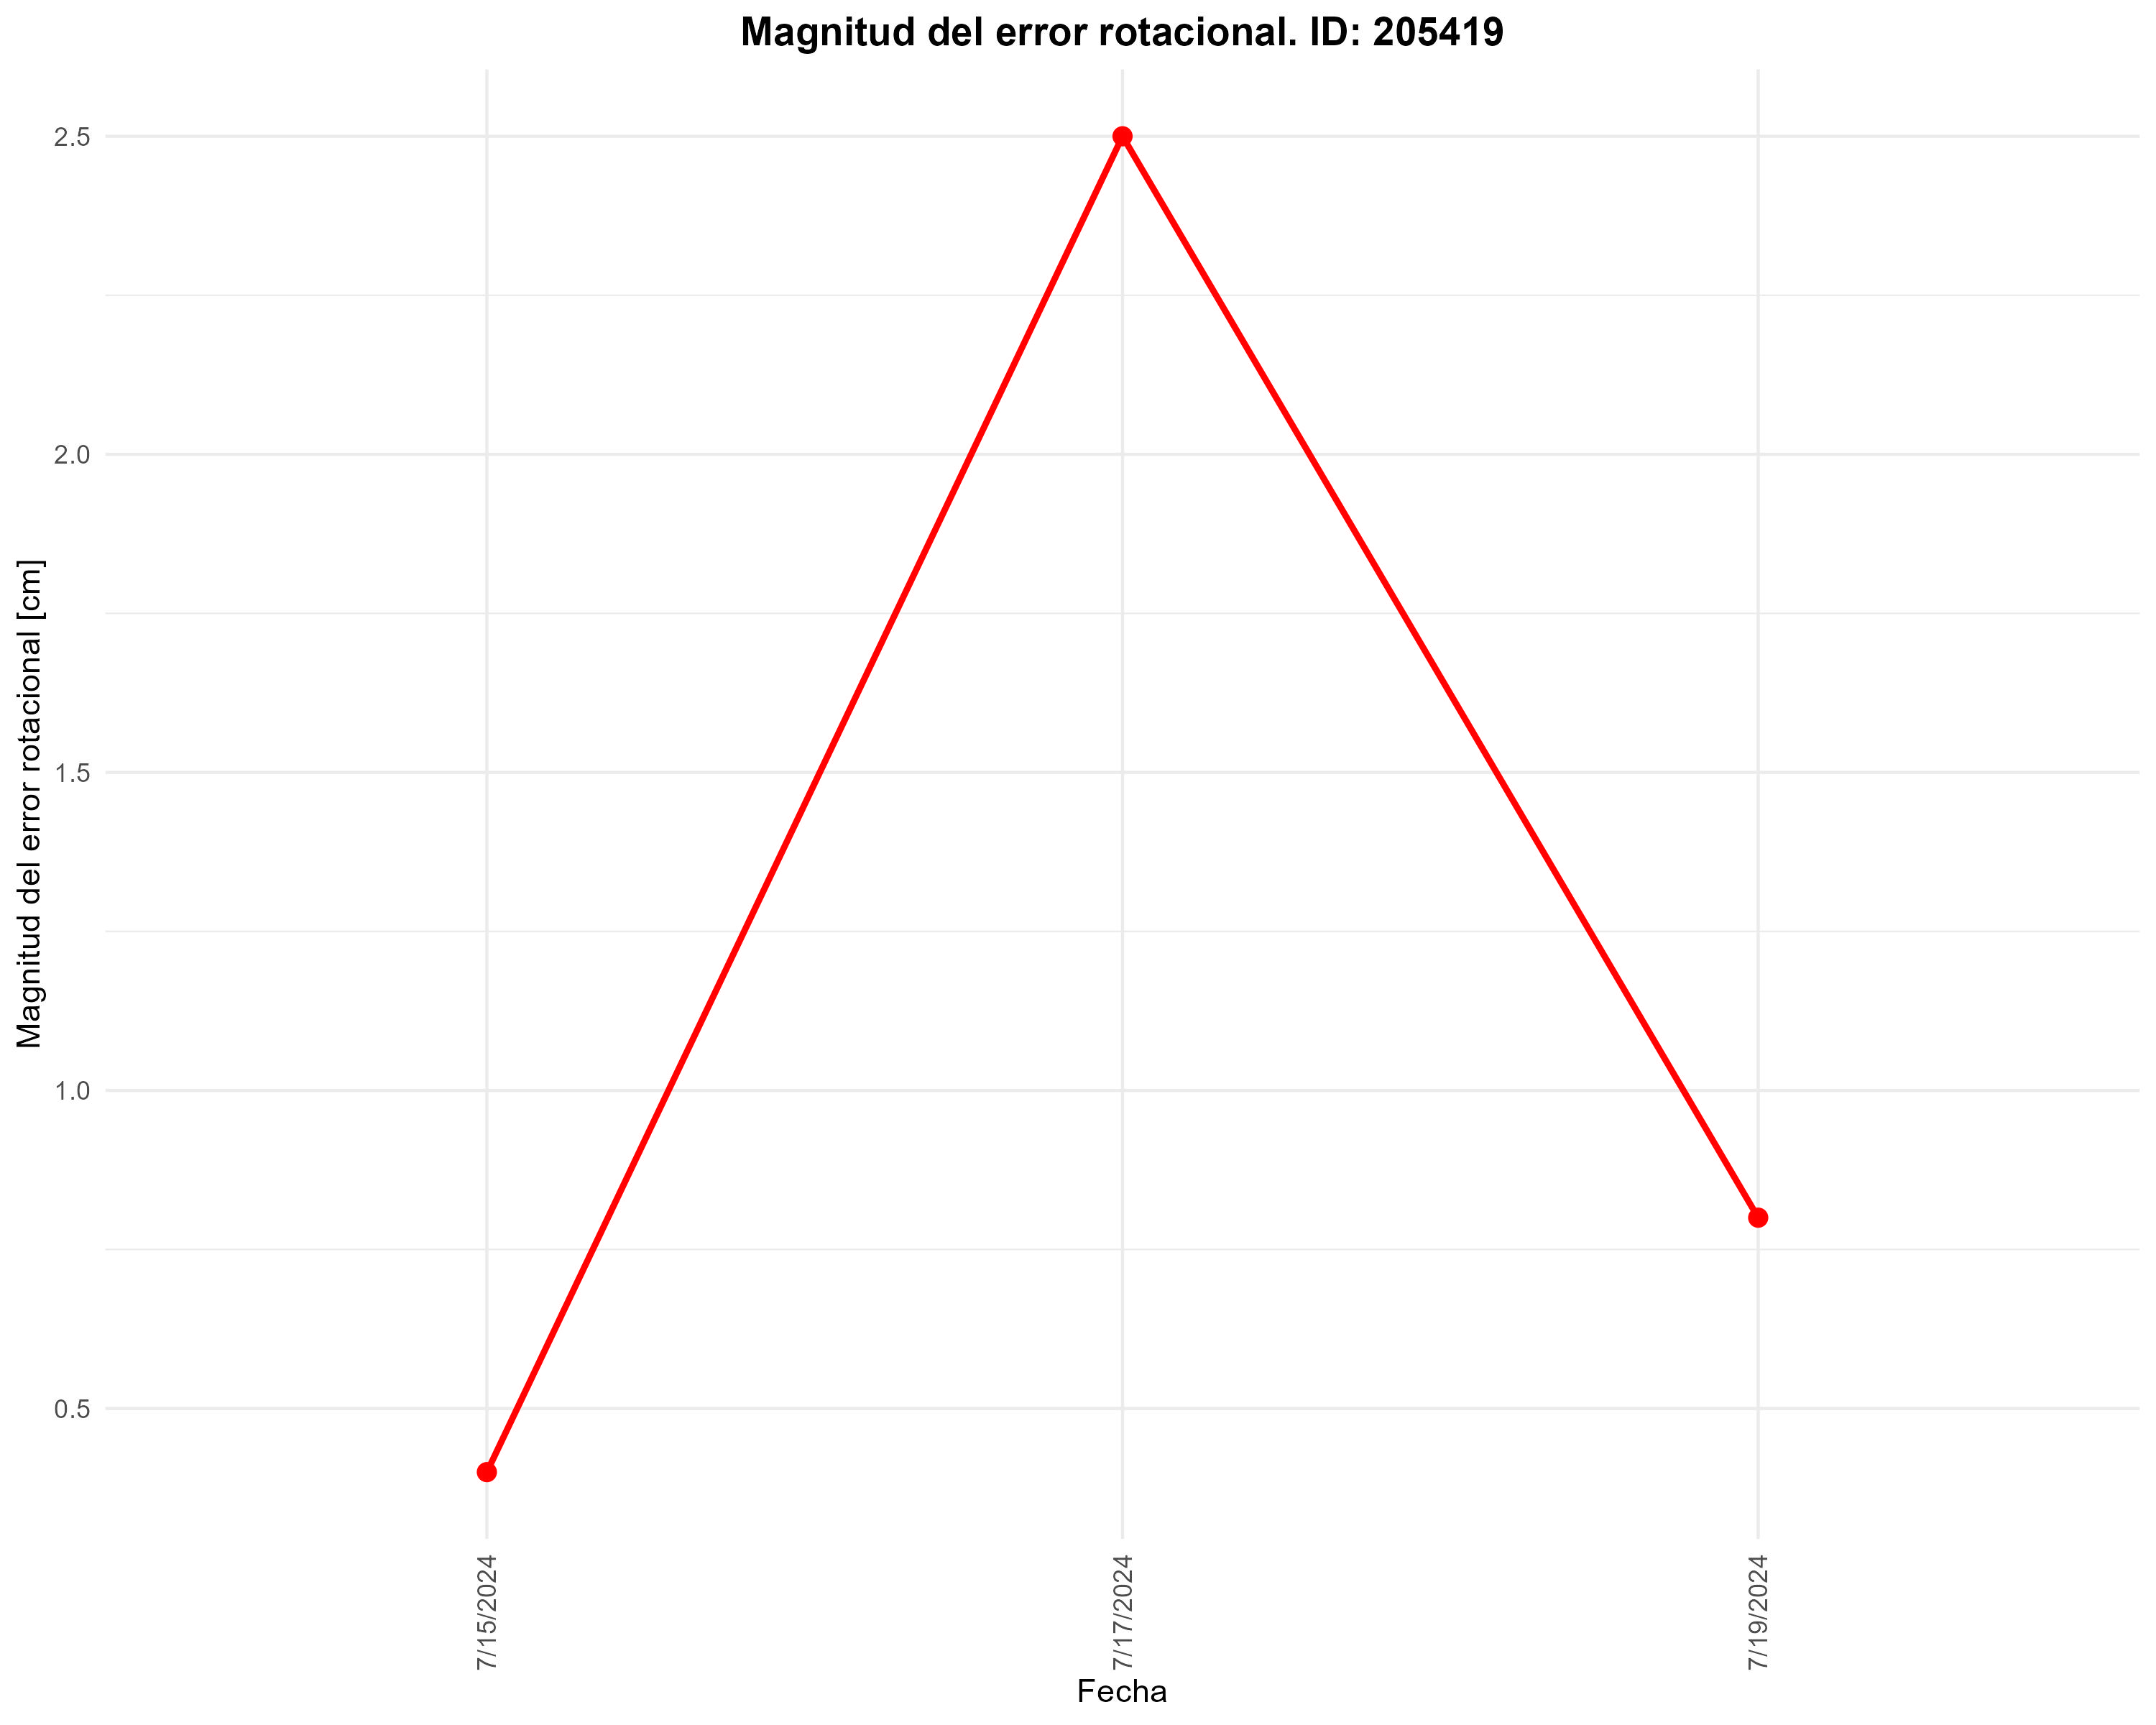 Magnitud del error rotacional. ID: 205419
Magnitud del error rotacional [cm]
2.5
2.0
1.5
1.0
0.5
7/15/2024
7/17/2024
7/19/2024
Fecha